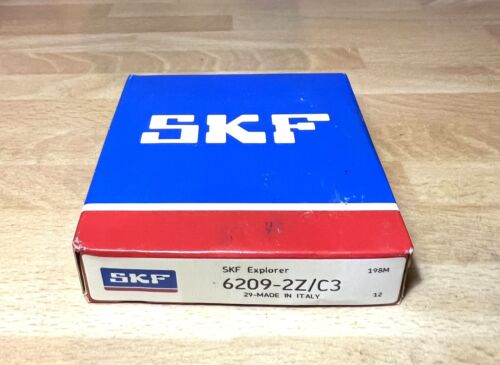 SKF
SKF
SKF Explorer
198M
6209-2Z/C3
29-MADE IN ITALY
12